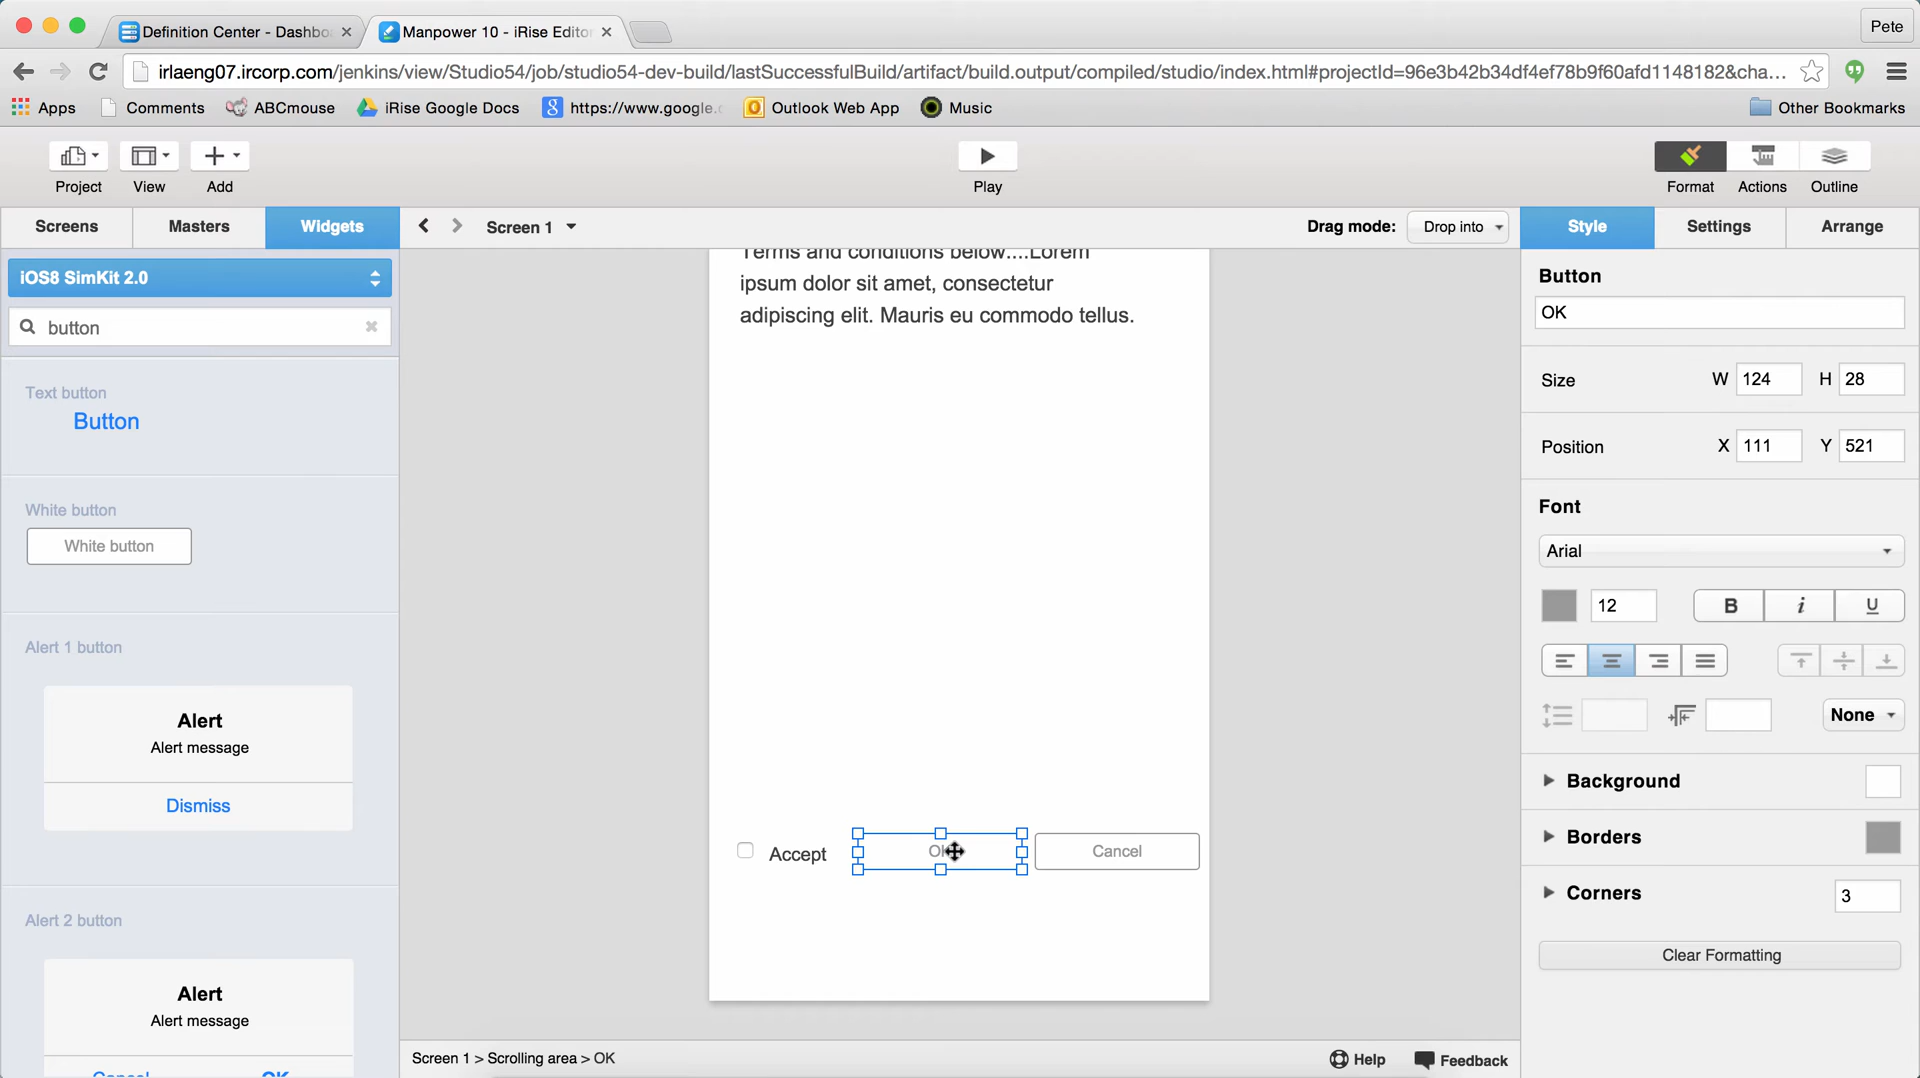 Definition Center - Dashbo
Manpower 10 - iRise Editor
Pete
irlaeng07.ircorp.com/jenkins/view/Studio54/job/studio54-dev-build/lastSuccessfulBuild/artifact/build.output/compiled/studio/index.html#projectId=96e3b42b34df4ef78b9f60afd1148182&cha...
Apps
Comments
ABCmouse
iRise Google Docs
https://www.google.c
Outlook Web App
Music
Other Bookmarks
Project
View
Add
Play
Format
Actions
Outline
Screens
Masters
Widgets
Screen 1
Drag mode:
Drop into
Style
Settings
Arrange
iOS8 SimKit 2.0
button
Text button
Button
White button
White button
Alert 1 button
Alert
Alert message
Dismiss
Alert 2 button
Alert
Alert message
Cancel
OK
Terms and conditions below....Lorem
ipsum dolor sit amet, consectetur
adipiscing elit. Mauris eu commodo tellus.
Accept
OK
Cancel
Button
OK
Size
W
124
H
28
Position
X
111
Y
521
Font
Arial
12
B
i
U
None
Background
Borders
Corners
3
Clear Formatting
Screen 1 > Scrolling area > OK
Help
Feedback